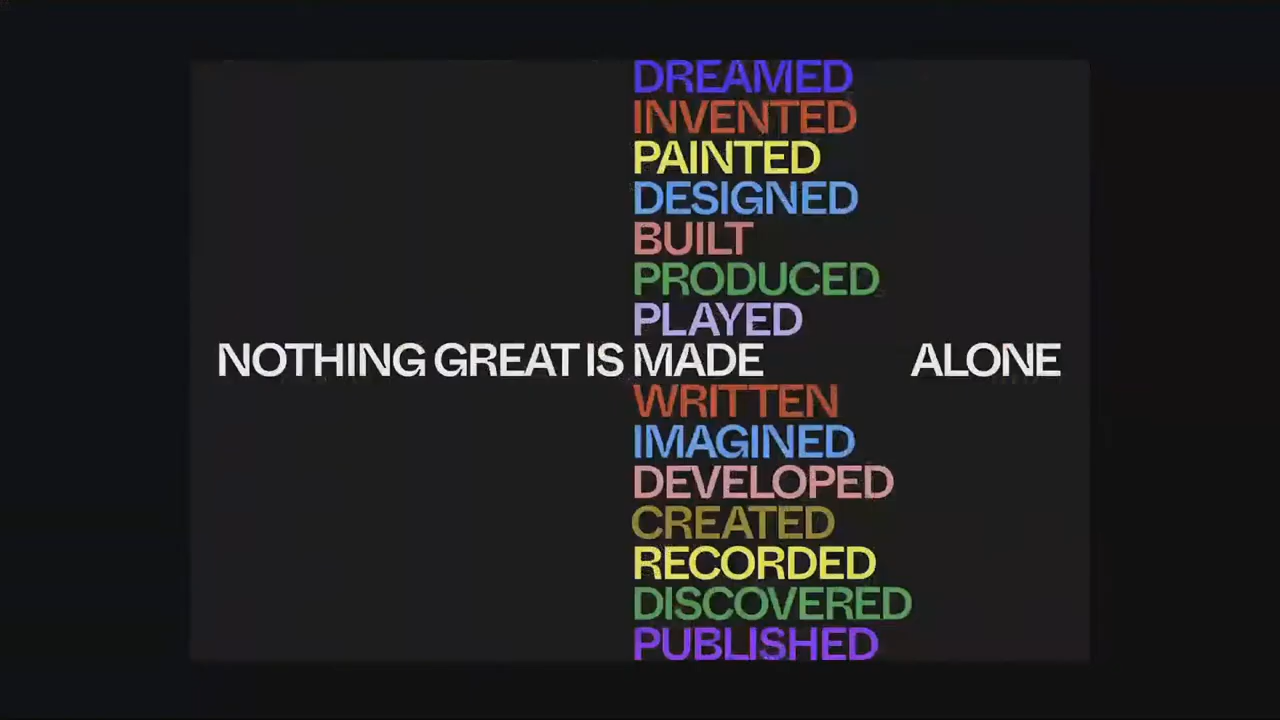 DREAMED
INVENTED
PAINTED
DESIGNED
BUILT
PRODUCED
PLAYED
NOTHING GREAT IS MADE ALONE
WRITTEN
IMAGINED
DEVELOPED
CREATED
RECORDED
DISCOVERED
PUBLISHED